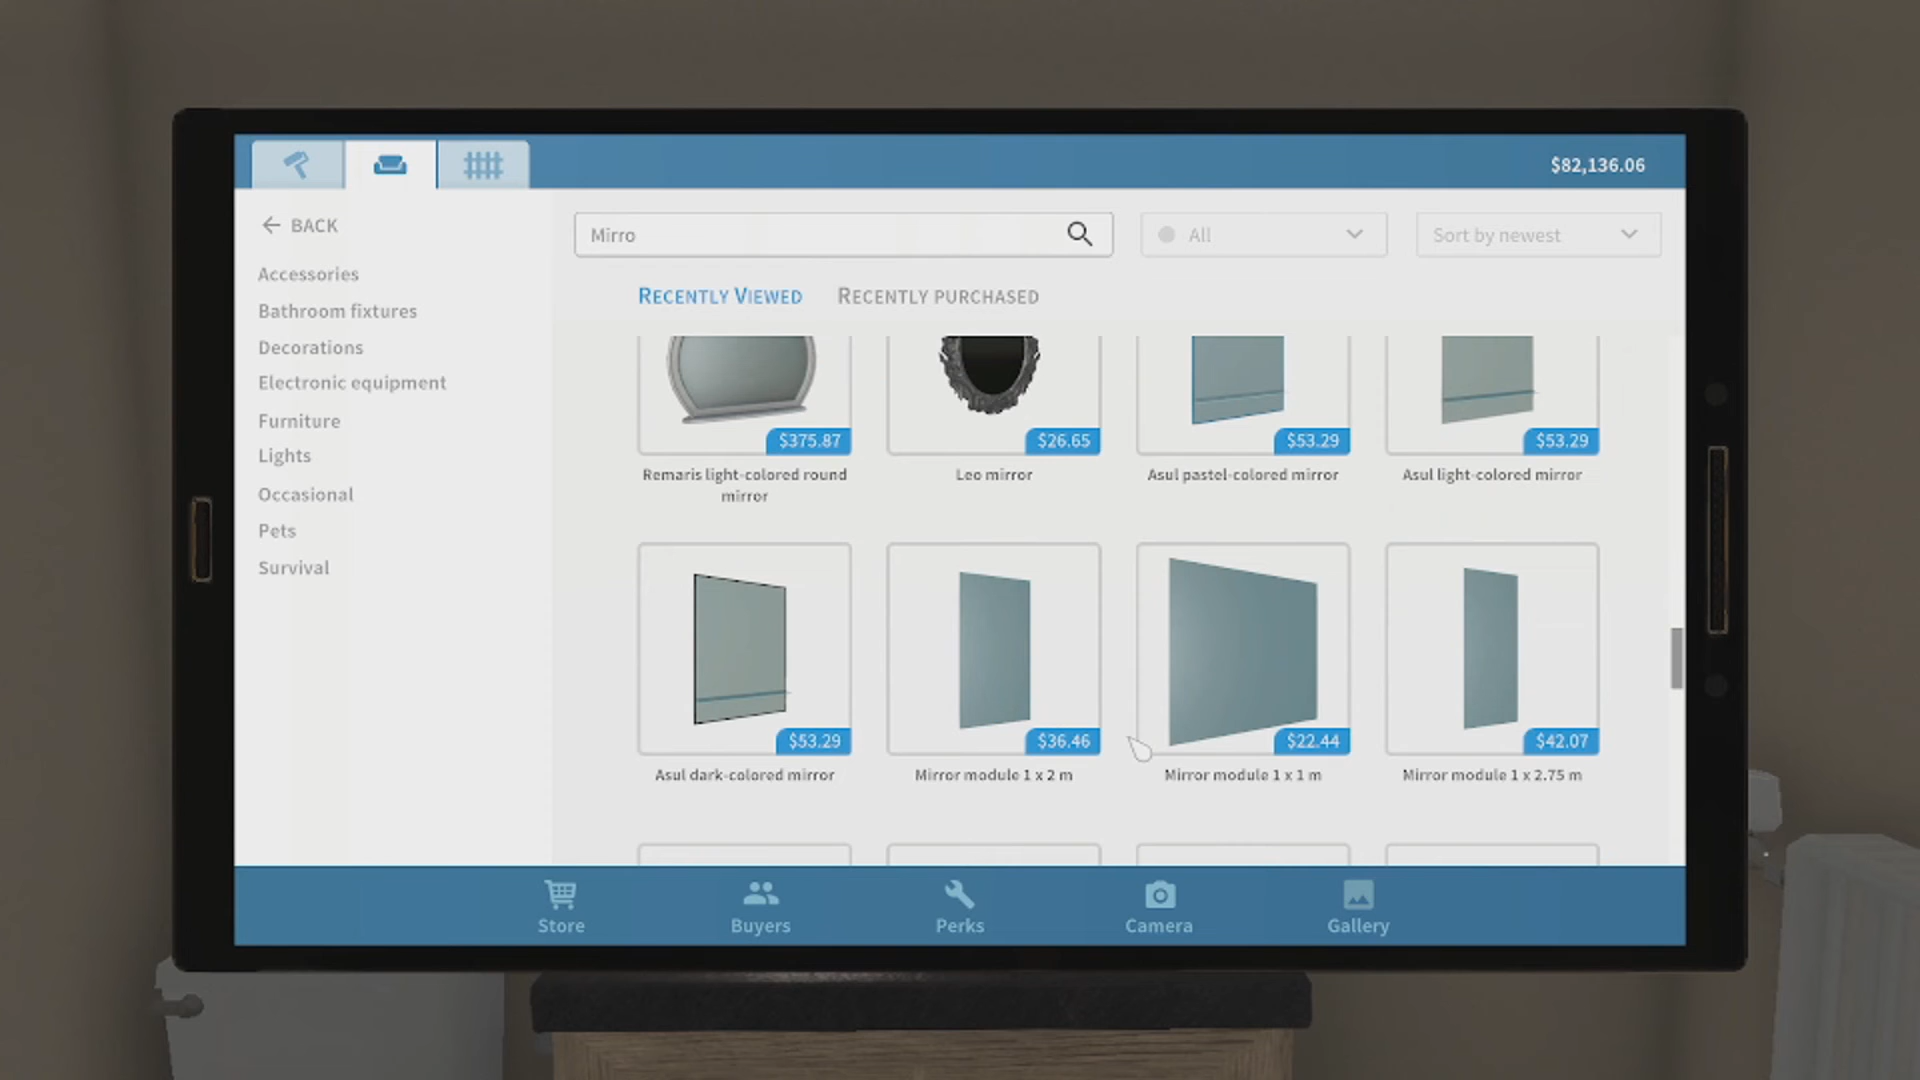 $82,136.06
BACK
Mirro
All
Sort by newest
Accessories
Bathroom fixtures
Decorations
Electronic equipment
Furniture
Lights
Occasional
Pets
Survival
RECENTLY VIEWED
RECENTLY PURCHASED
$375.87
$26.65
$53.29
$53.29
Remaris light-colored round
mirror
Leo mirror
Asul pastel-colored mirror
Asul light-colored mirror
$53.29
$36.46
$22.44
$42.07
Asul dark-colored mirror
Mirror module 1 x 2 m
Mirror module 1 x 1 m
Mirror module 1 x 2.75 m
Store
Buyers
Perks
Camera
Gallery